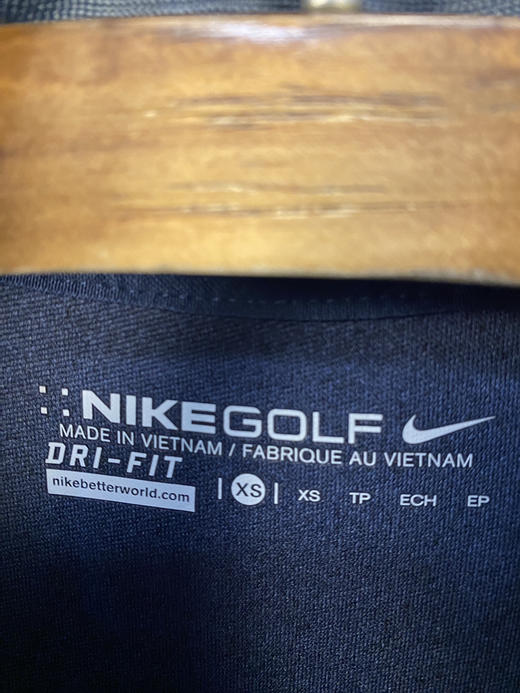 NIKEGOLF
MADE IN VIETNAM / FABRIQUE AU VIETNAM
DRI-FIT
nikebetterworld.com | XS | XS TP ECH EP